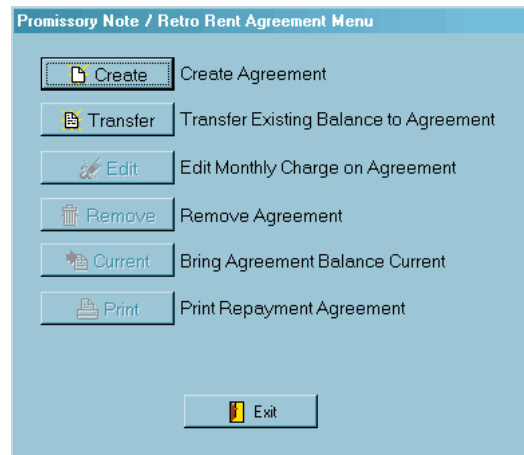 Promissory Note / Retro Rent Agreement Menu
Create Create Agreement
Transfer Transfer Existing Balance to Agreement
Edit Edit Monthly Charge on Agreement
Remove Remove Agreement
Current Bring Agreement Balance Current
Print Print Repayment Agreement
Exit